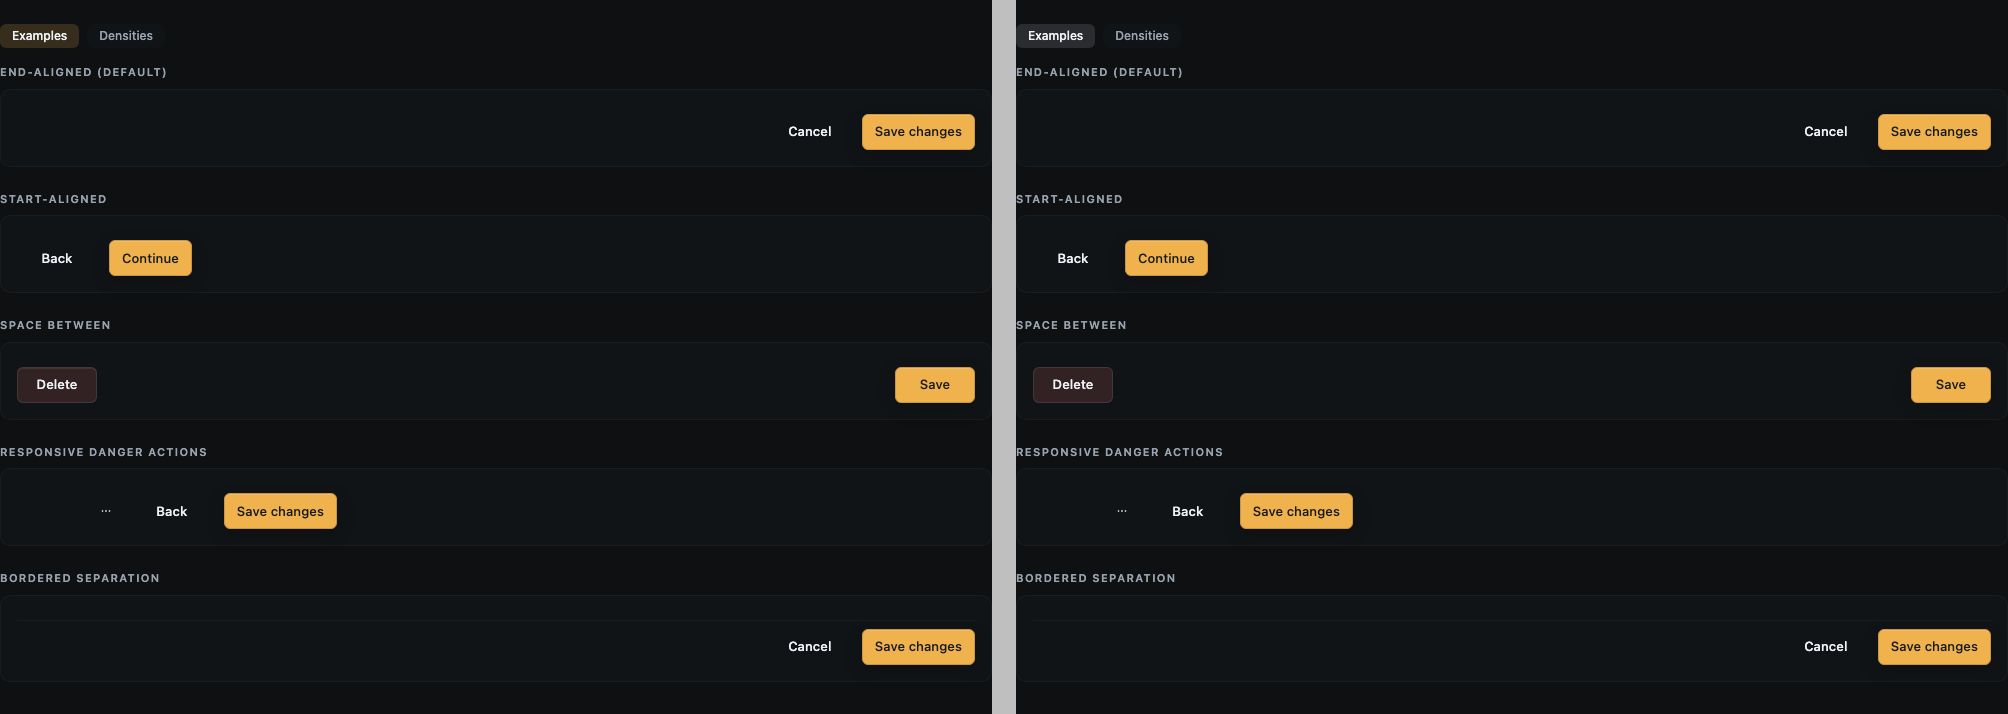 Examples Densities
END-ALIGNED (DEFAULT)
Cancel Save changes
START-ALIGNED
Back Continue
SPACE BETWEEN
Delete Save
RESPONSIVE DANGER ACTIONS
... Back Save changes
BORDERED SEPARATION
Cancel Save changes
Examples Densities
END-ALIGNED (DEFAULT)
Cancel Save changes
START-ALIGNED
Back Continue
SPACE BETWEEN
Delete Save
RESPONSIVE DANGER ACTIONS
... Back Save changes
BORDERED SEPARATION
Cancel Save changes